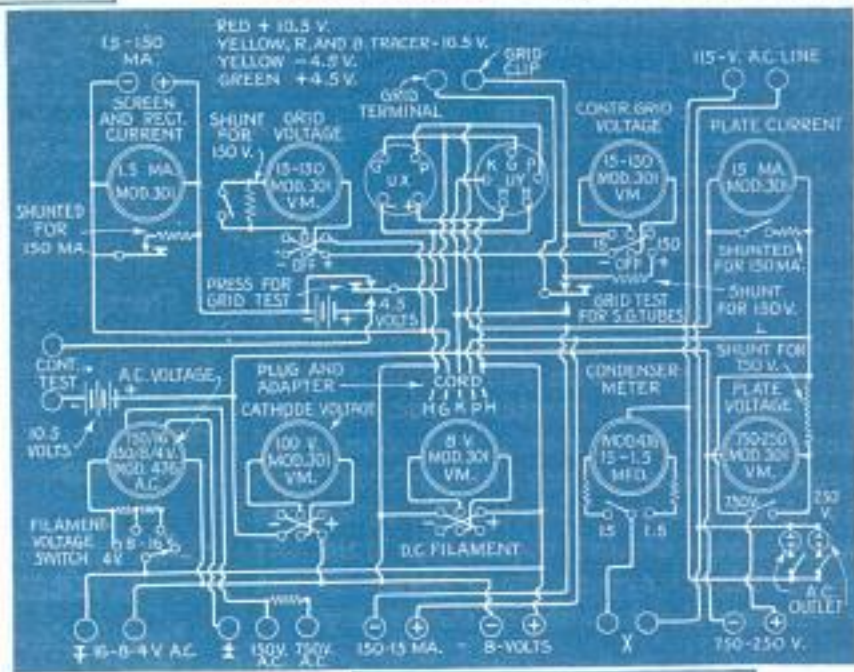 RED + 10.5 V.
YELLOW, R. AND B. TRACER - 10.5 V.
YELLOW - 4.5 V.
GREEN + 4.5 V.
1.5 - 150
MA.
- +
SCREEN
AND RECT.
CURRENT
1.5 MA.
MOD. 301
SHUNTED
FOR
150 MA.
SHUNT
FOR
150 V.
GRID
VOLTAGE
15-150
MOD. 301
VM.
- OFF +
GRID
TERMINAL
GRID
CLIP
G P
UX
K G P
UY
115-V. A.C. LINE
CONTR. GRID
VOLTAGE
15-150
MOD. 301
VM
15 150
- OFF +
PLATE CURRENT
15 MA.
MOD. 301
SHUNTED
FOR 150 MA.
SHUNT
FOR 150 V.
PRESS FOR
GRID TEST
- +
4.5
VOLTS
GRID TEST
FOR S.G. TUBES
CONT.
TEST
- +
10.5
VOLTS
A.C. VOLTAGE
150/8/4 V.
MOD. 476
A.C.
PLUG AND
ADAPTER
CORD
H G K P H
CATHODE VOLTAGE
100 V.
MOD. 301
VM.
- +
8 V.
MOD. 301
VM.
- +
D.C. FILAMENT
CONDENSER-
METER
MOD. 476
15-1.5
MFD.
15 1.5
SHUNT FOR
750 V.
PLATE
VOLTAGE
750-250
MOD. 301
VM.
750V.
250
V.
A.C.
OUTLET
FILAMENT-
VOLTAGE
SWITCH
4V. 8-16
16-8-4 V. A.C.
±
150V.
A.C.
750V.
A.C.
- +
150-15 MA.
- +
8-VOLTS
X
- +
750-250 V.